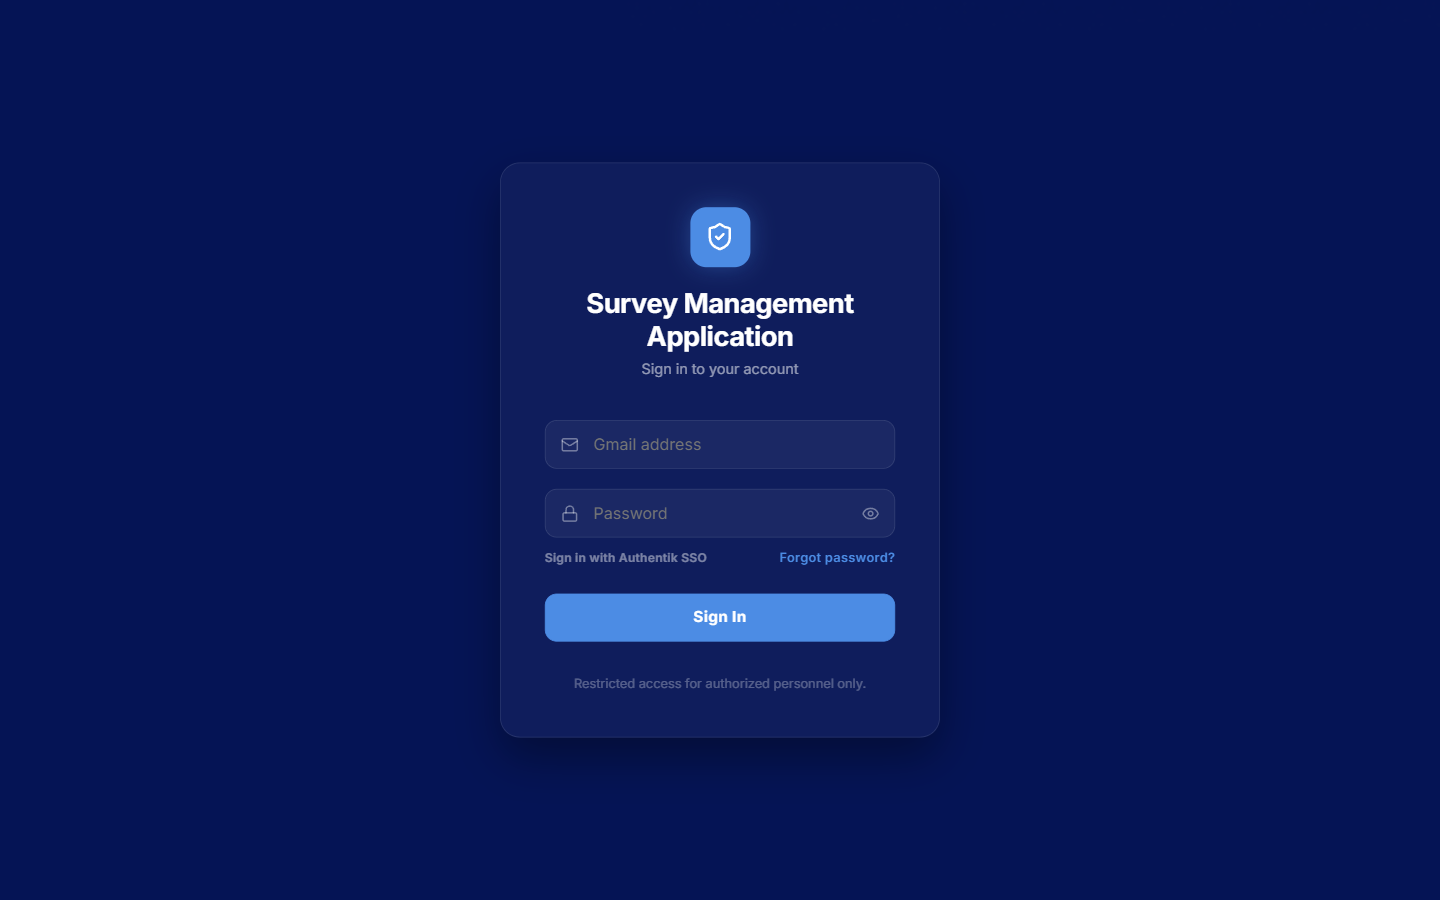 Survey Management
Application
Sign in to your account
Gmail address
Password
Sign in with Authentik SSO
Forgot password?
Sign In
Restricted access for authorized personnel only.